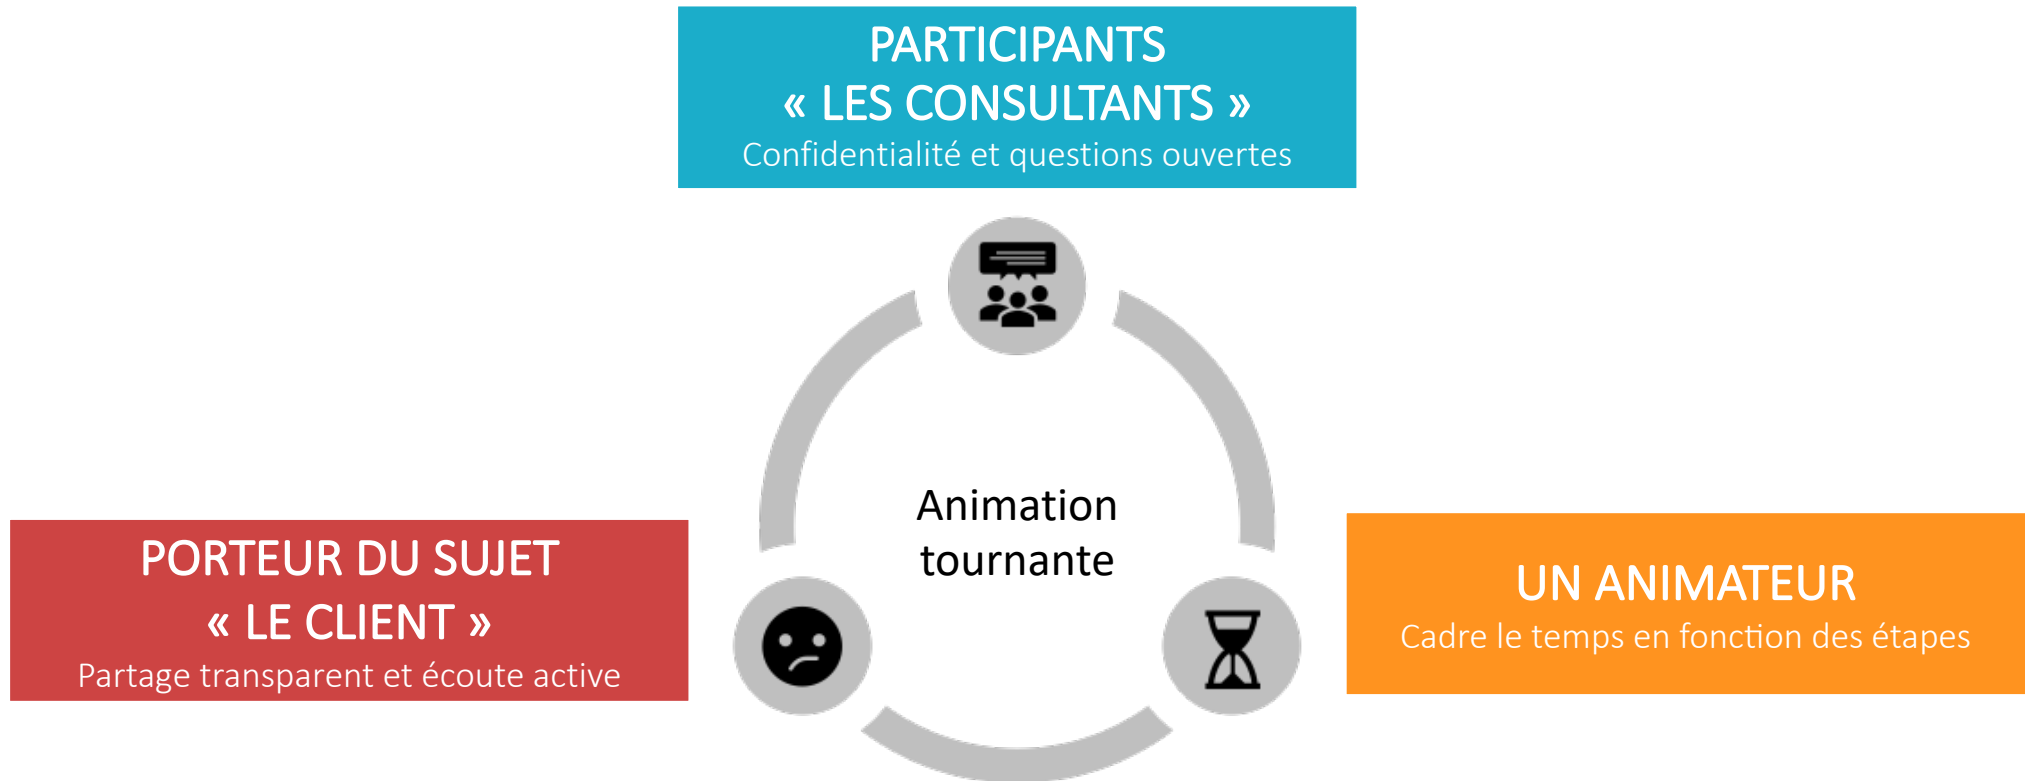 PARTICIPANTS
« LES CONSULTANTS »
Confidentialité et questions ouvertes
Animation
tournante
PORTEUR DU SUJET
« LE CLIENT »
Partage transparent et écoute active
UN ANIMATEUR
Cadre le temps en fonction des étapes